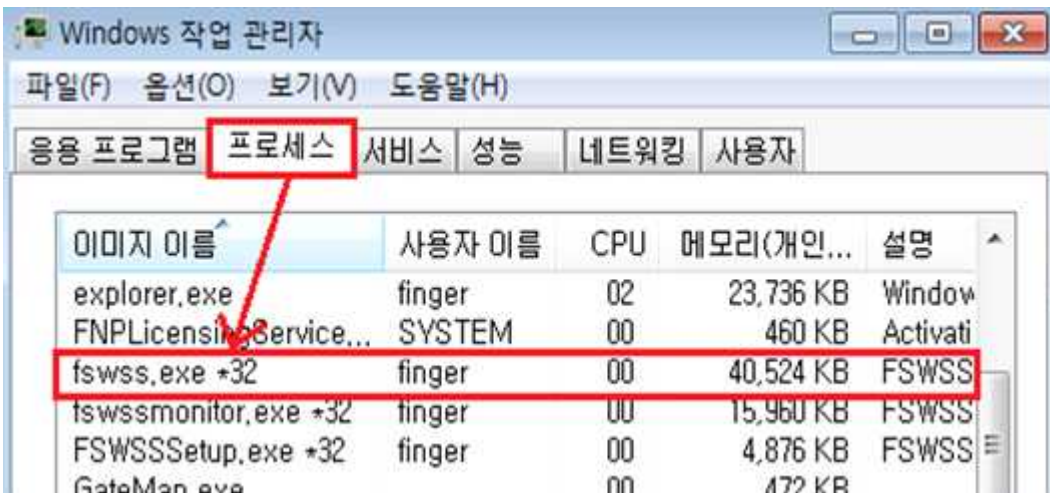 Windows 작업 관리자
파일(F) 옵션(O) 보기(V) 도움말(H)
응용 프로그램 프로세스 서비스 성능 네트워킹 사용자
이미지 이름 사용자 이름 CPU 메모리(개인... 설명
explorer.exe finger 02 23,736 KB Window
FNPLicensingService... SYSTEM 00 460 KB Activati
fswss.exe *32 finger 00 40,524 KB FSWSS
fswssmonitor.exe *32 finger 00 15,960 KB FSWSS
FSWSSSetup.exe *32 finger 00 4,876 KB FSWSS
GateMan.exe 00 472 KB